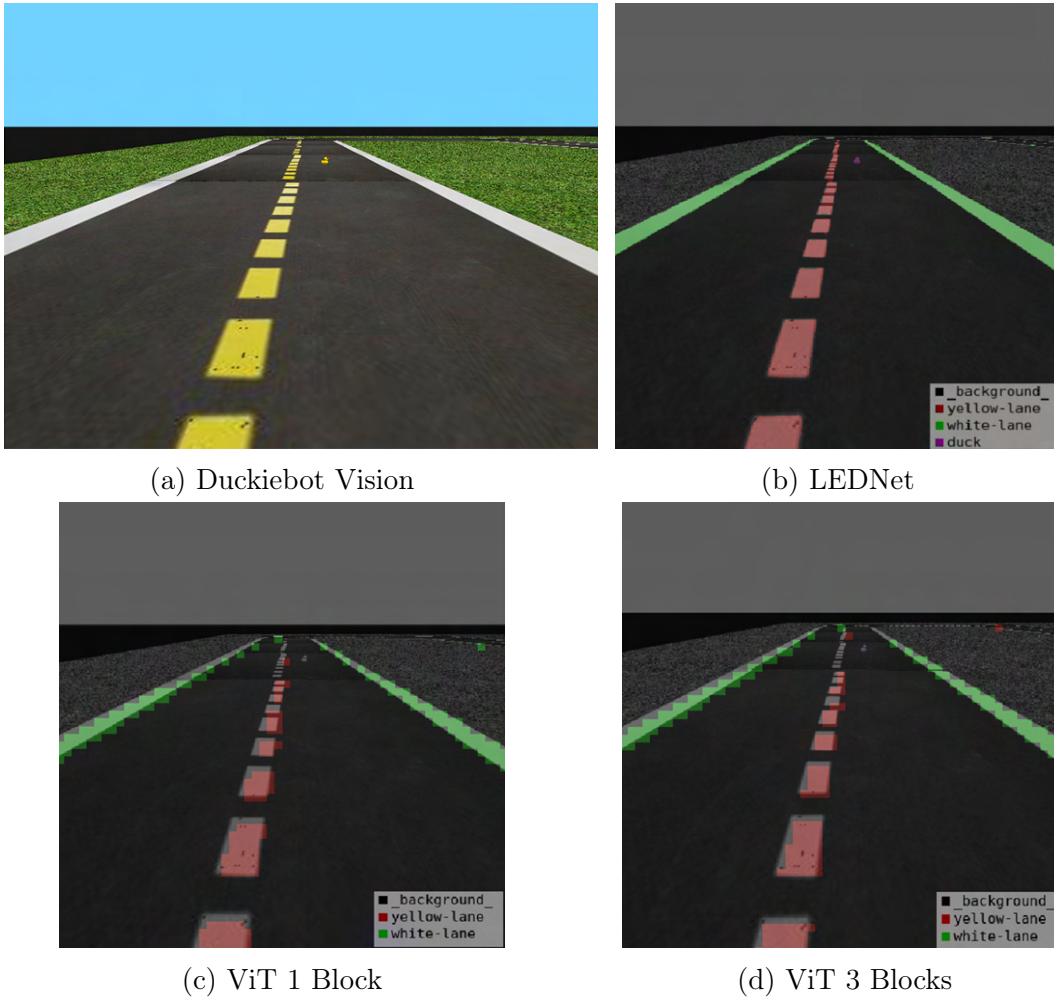 (a) Duckiebot Vision
_background_
yellow-lane
white-lane
duck
(b) LEDNet
_background_
yellow-lane
white-lane
(c) ViT 1 Block
_background_
yellow-lane
white-lane
(d) ViT 3 Blocks